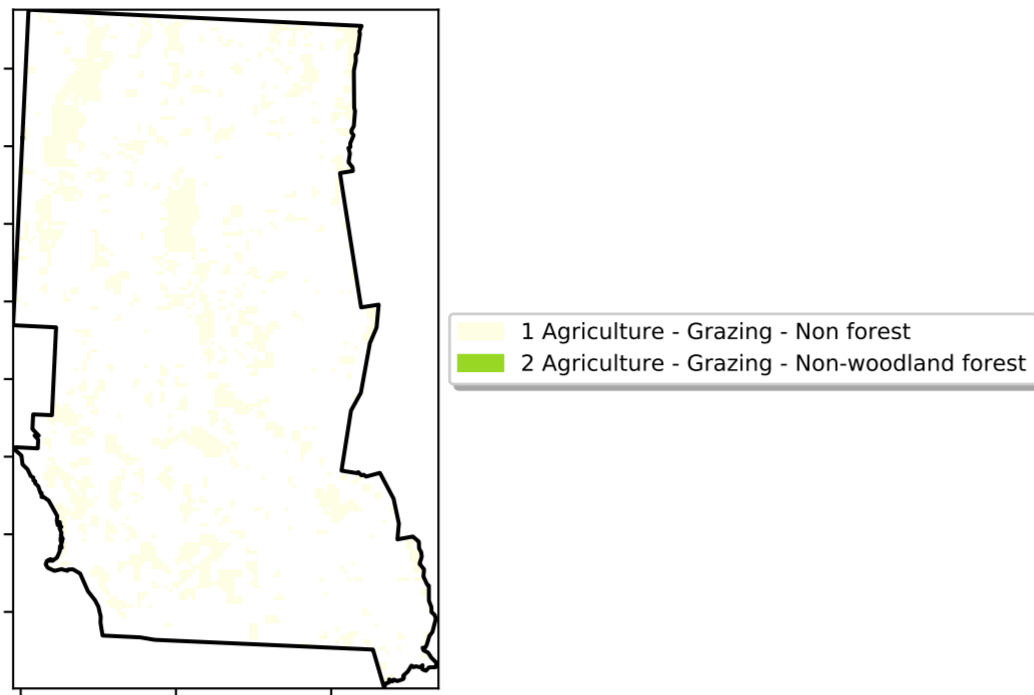 1 Agriculture - Grazing - Non forest
2 Agriculture - Grazing - Non-woodland forest